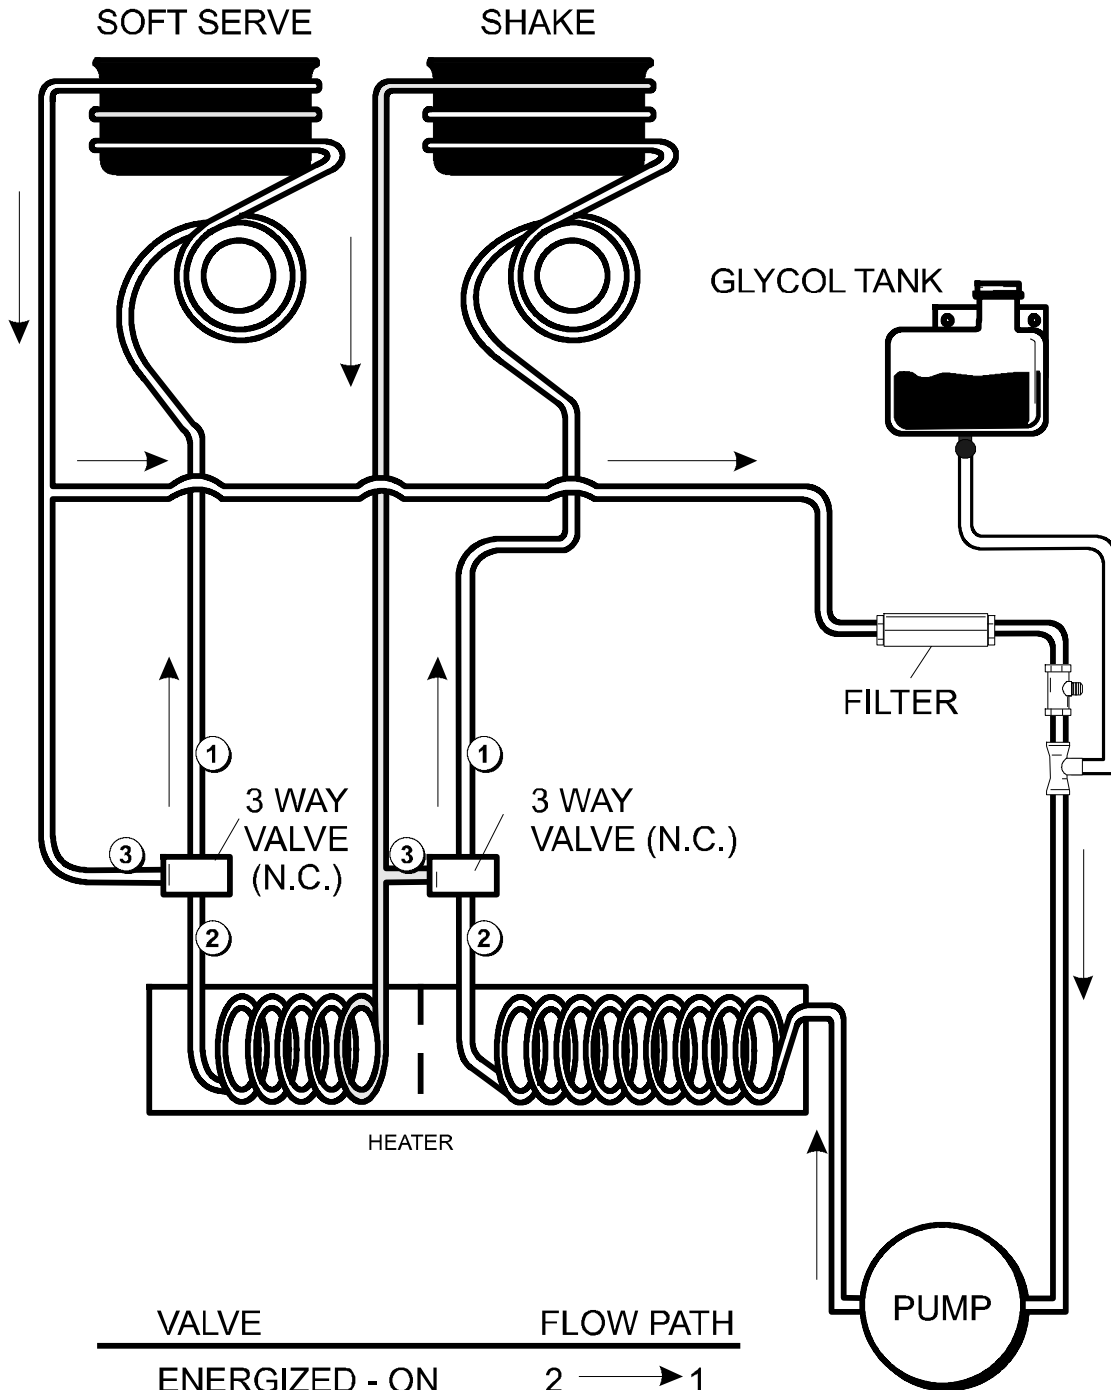 SOFT SERVE
SHAKE
GLYCOL TANK
FILTER
1
1
3 WAY
VALVE
(N.C.)
3 WAY
VALVE (N.C.)
3
3
2
2
HEATER
PUMP
VALVE FLOW PATH
ENERGIZED - ON 2 → 1